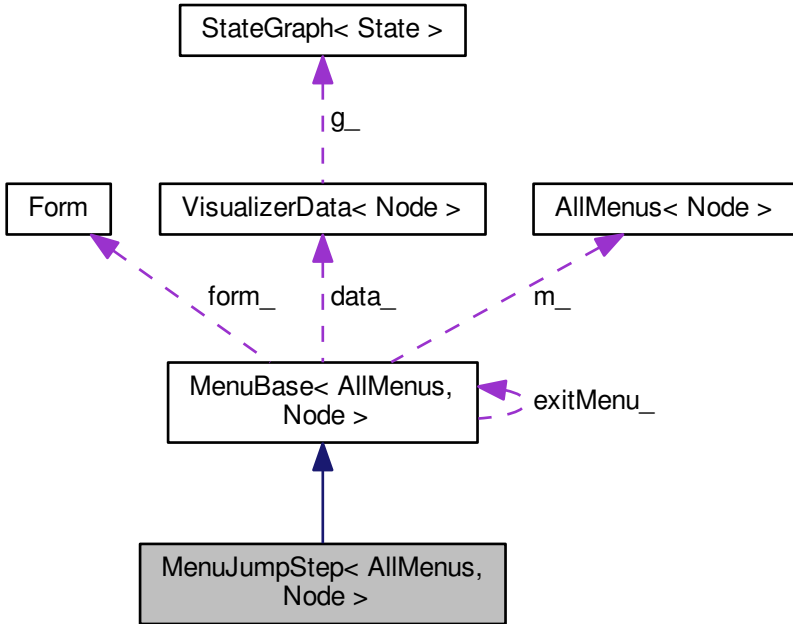 StateGraph< State >
g_
Form
VisualizerData< Node >
AllMenus< Node >
form_
data_
m_
MenuBase< AllMenus,
Node >
exitMenu_
MenuJumpStep< AllMenus,
Node >